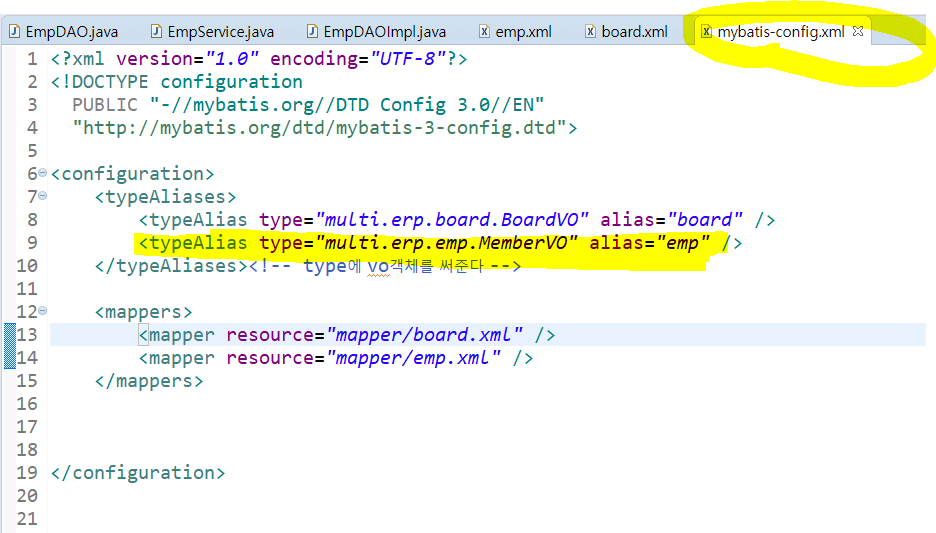 EmpDAO.java EmpService.java EmpDAOImpl.java emp.xml board.xml mybatis-config.xml
1 <?xml version="1.0" encoding="UTF-8"?>
2 <!DOCTYPE configuration
3 PUBLIC "-//mybatis.org//DTD Config 3.0//EN"
4 "http://mybatis.org/dtd/mybatis-3-config.dtd">
5
6 <configuration>
7 <typeAliases>
8 <typeAlias type="multi.erp.board.BoardVO" alias="board" />
9 <typeAlias type="multi.erp.emp.MemberVO" alias="emp" />
10 </typeAliases><!-- type에 vo객체를 써준다 -->
11
12 <mappers>
13 <mapper resource="mapper/board.xml" />
14 <mapper resource="mapper/emp.xml" />
15 </mappers>
16
17
18
19 </configuration>
20
21